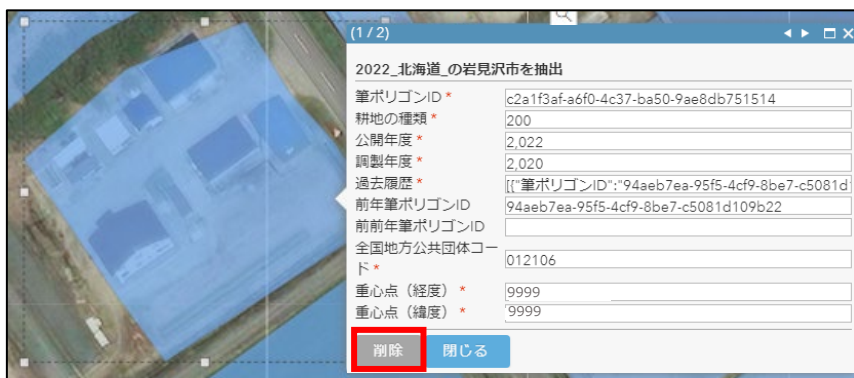 (1 / 2)
2022_北海道_の岩見沢市を抽出
筆ポリゴンID * c2a1f3af-a6f0-4c37-ba50-9ae8db751514
耕地の種類 * 200
公開年度 * 2,022
調製年度 * 2,020
過去履歴 * [{"筆ポリゴンID":"94aeb7ea-95f5-4cf9-8be7-c5081d1
前年筆ポリゴンID 94aeb7ea-95f5-4cf9-8be7-c5081d109b22
前前年筆ポリゴンID
全国地方公共団体コー
ド * 012106
重心点（経度） * 9999
重心点（緯度） * 9999
削除 閉じる